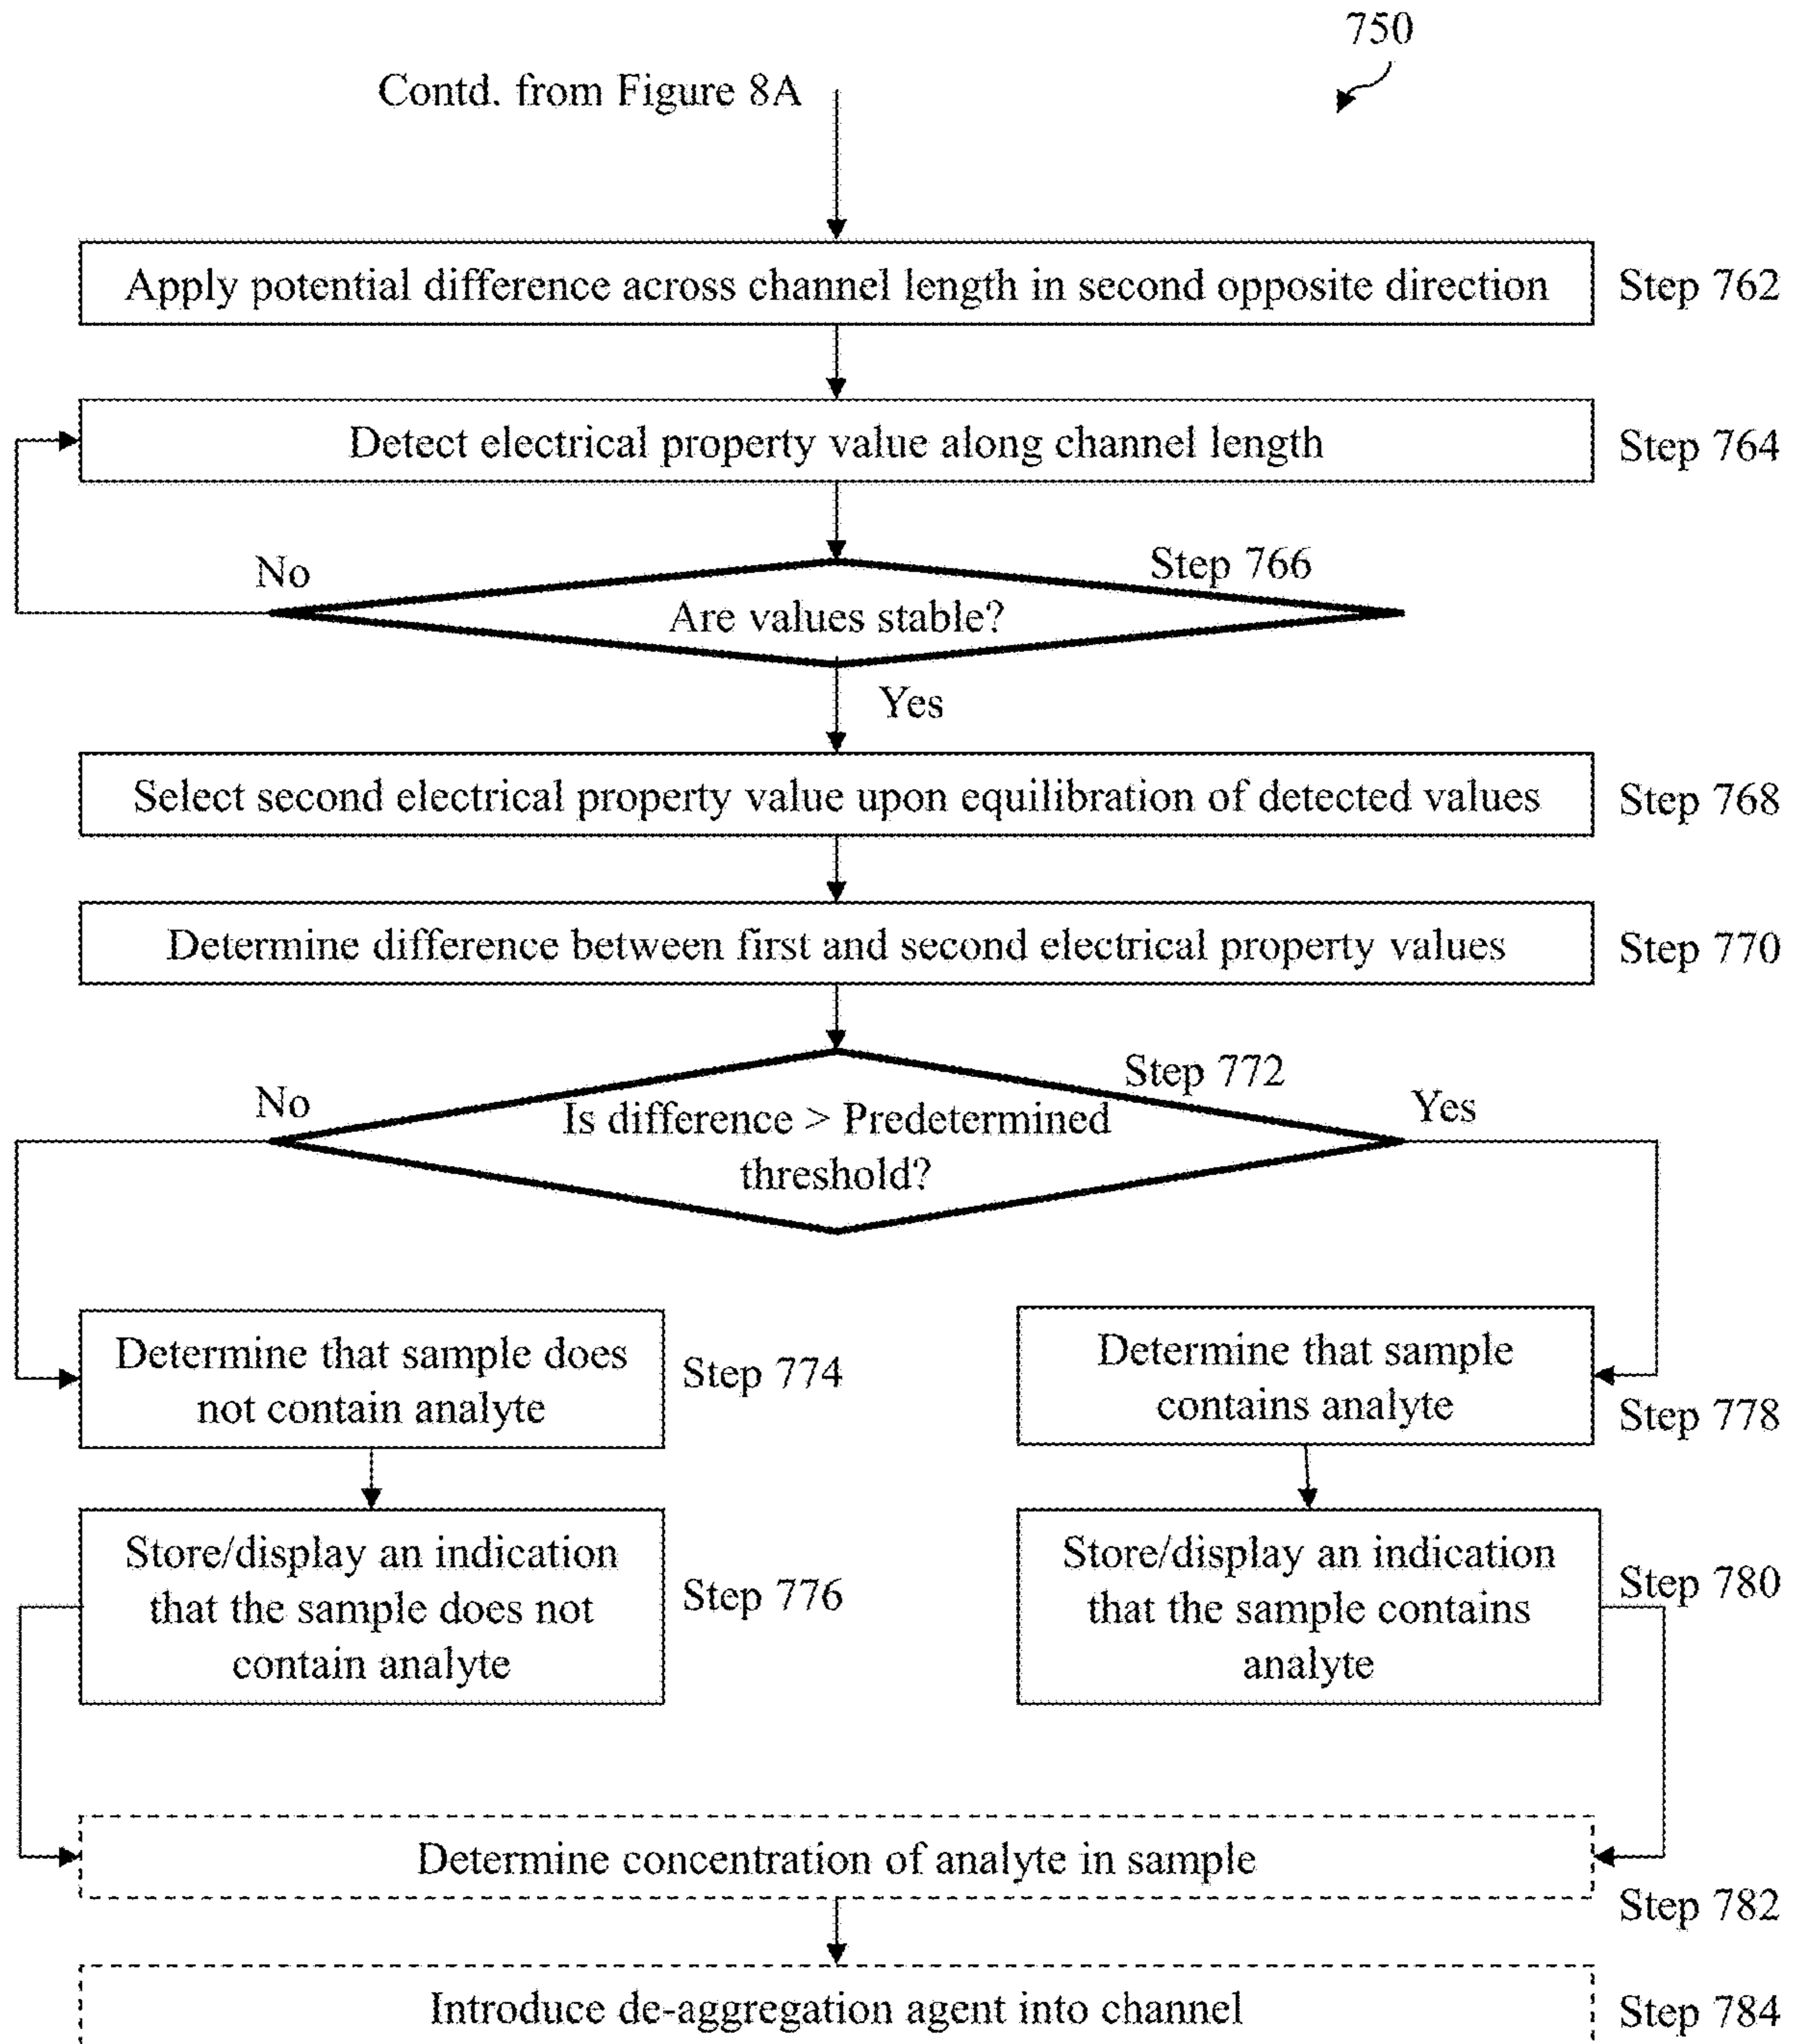 750
Contd. from Figure 8A
Apply potential difference across channel length in second opposite direction
Step 762
Detect electrical property value along channel length
Step 764
No
Step 766
Are values stable?
Yes
Select second electrical property value upon equilibration of detected values
Step 768
Determine difference between first and second electrical property values
Step 770
Step 772
No
Is difference > Predetermined
threshold?
Yes
Determine that sample does
not contain analyte
Step 774
Determine that sample
contains analyte
Step 778
Store/display an indication
that the sample does not
contain analyte
Step 776
Store/display an indication
that the sample contains
analyte
Step 780
Determine concentration of analyte in sample
Step 782
Introduce de-aggregation agent into channel
Step 784